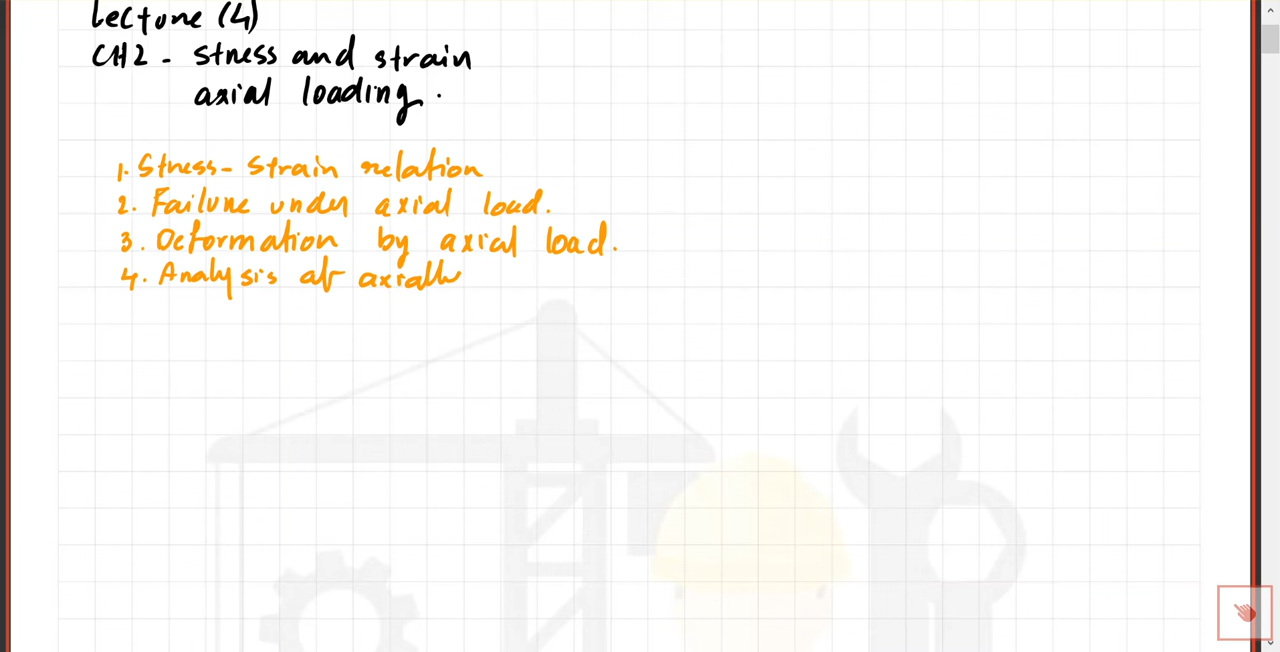 Lecture (4)
CH2 - Stress and strain
axial loading.
1. Stress-Strain relation
2. Failure under axial load.
3. Deformation by axial load.
4. Analysis of axially